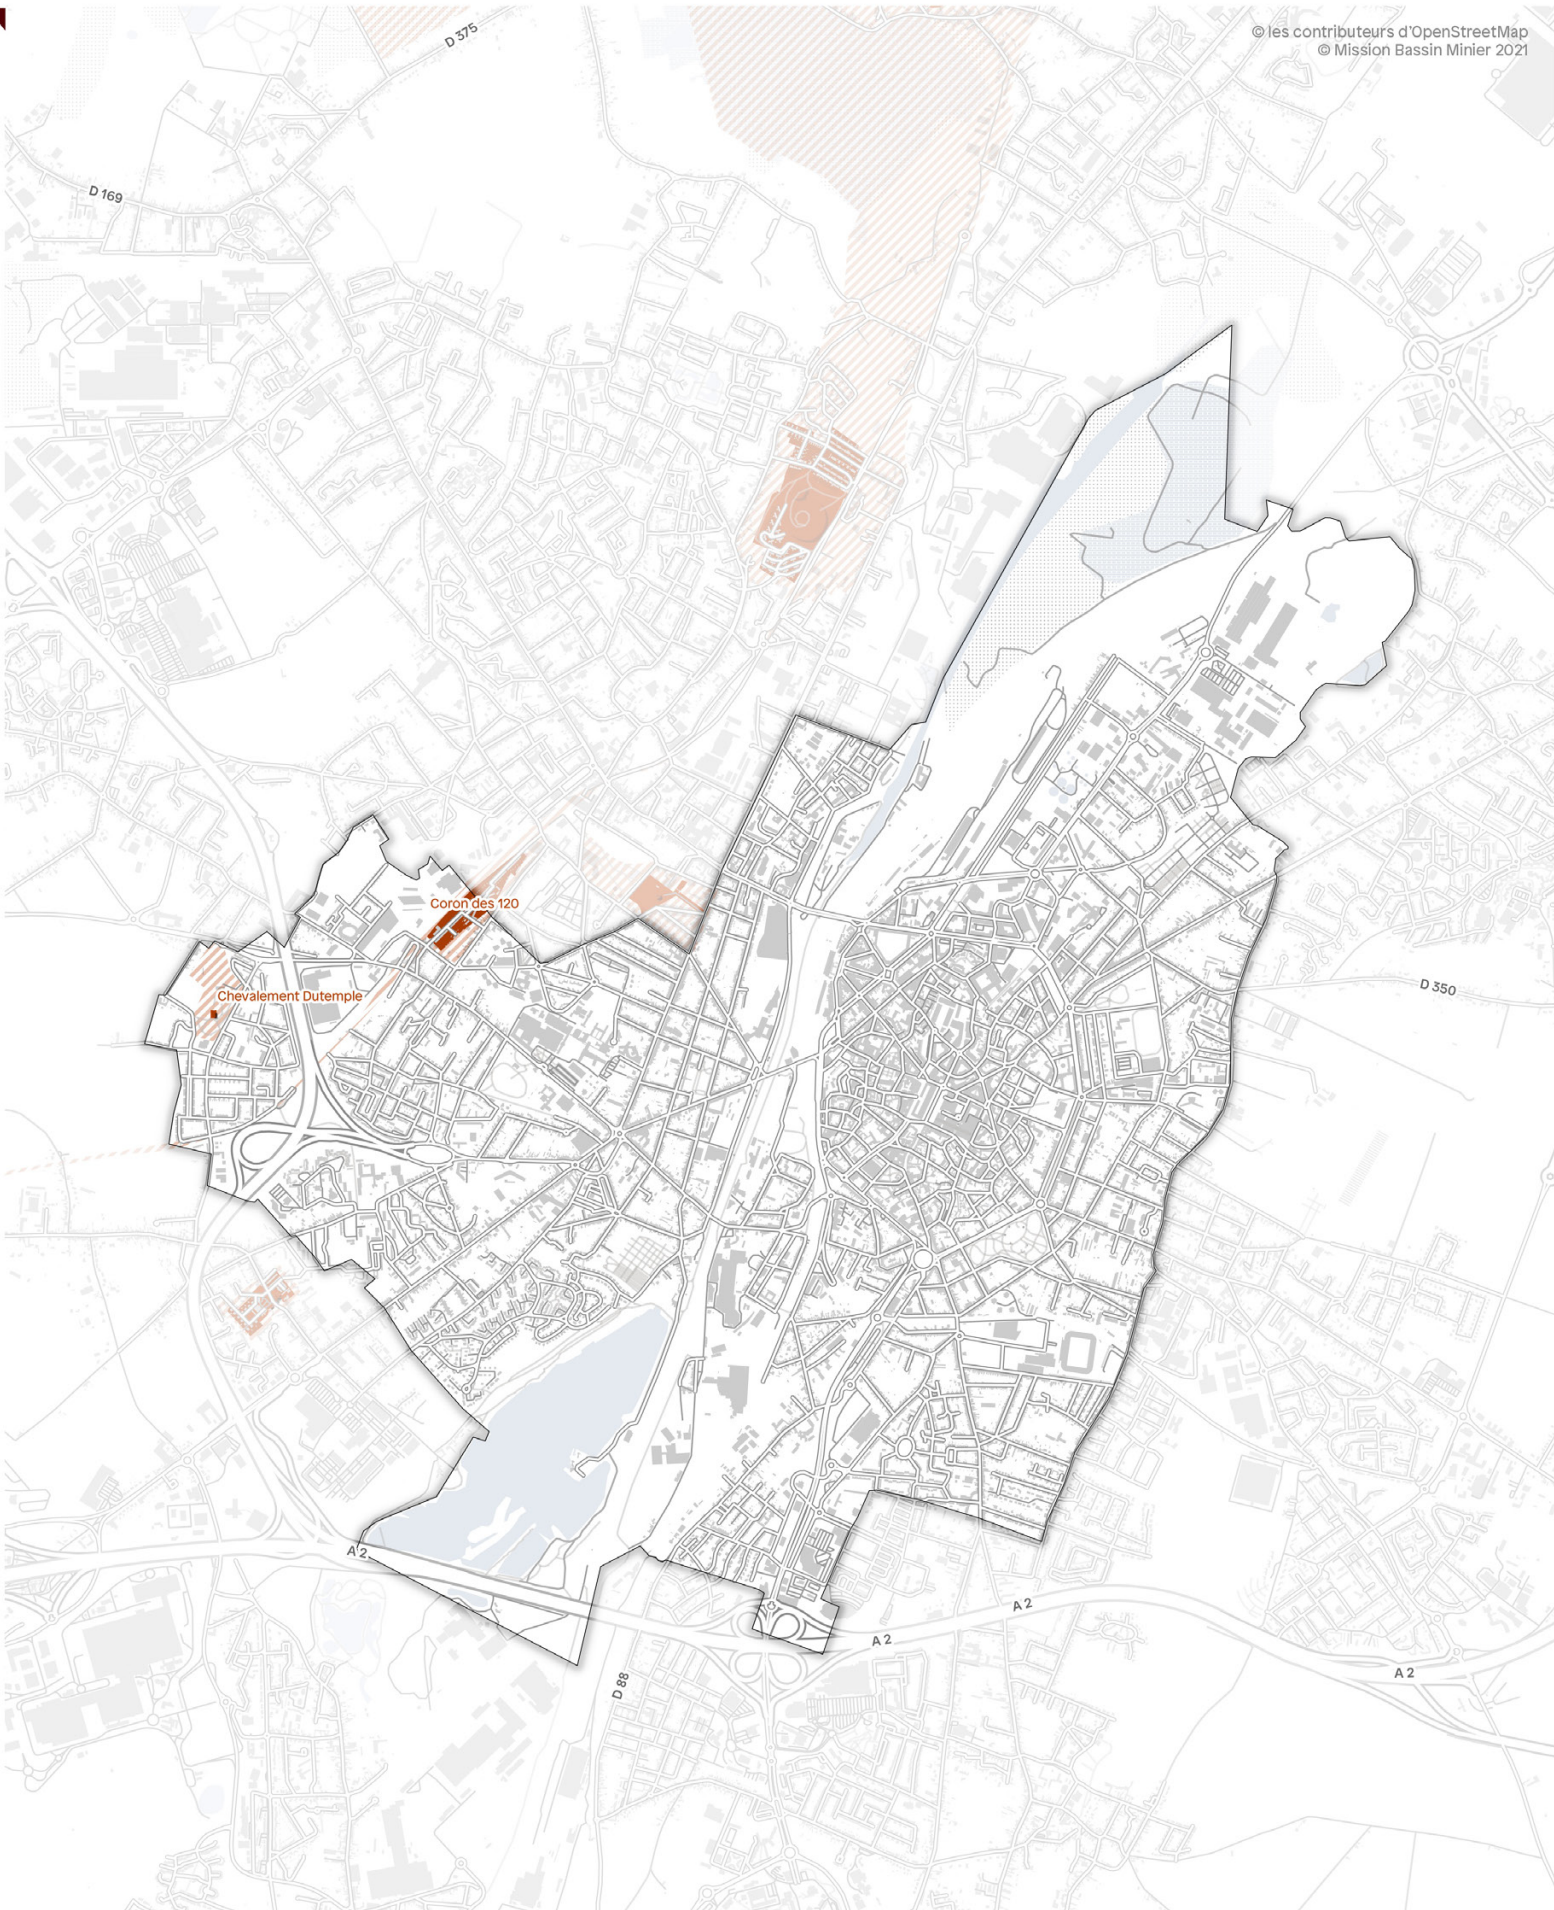 © les contributeurs d'OpenStreetMap
© Mission Bassin Minier 2021
D 375
D 169
Coron des 120
Chevalement Dutemple
D 350
A 2
A 2
A 2
A 2
D 88